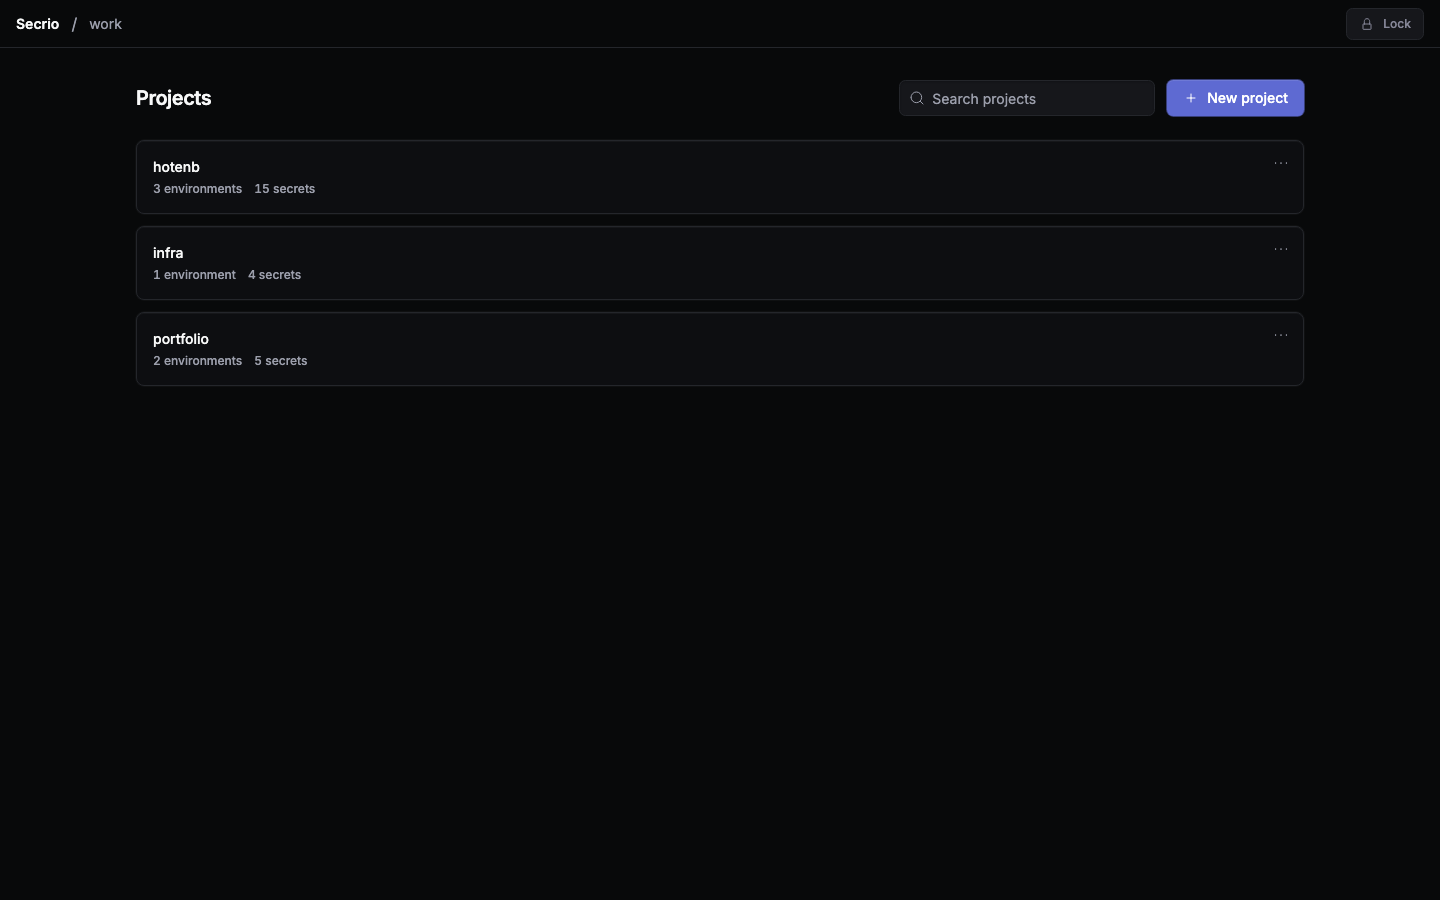 Secrio / work
Lock
Projects
Search projects
+ New project
hotenb
...
3 environments 15 secrets
infra
...
1 environment 4 secrets
portfolio
...
2 environments 5 secrets